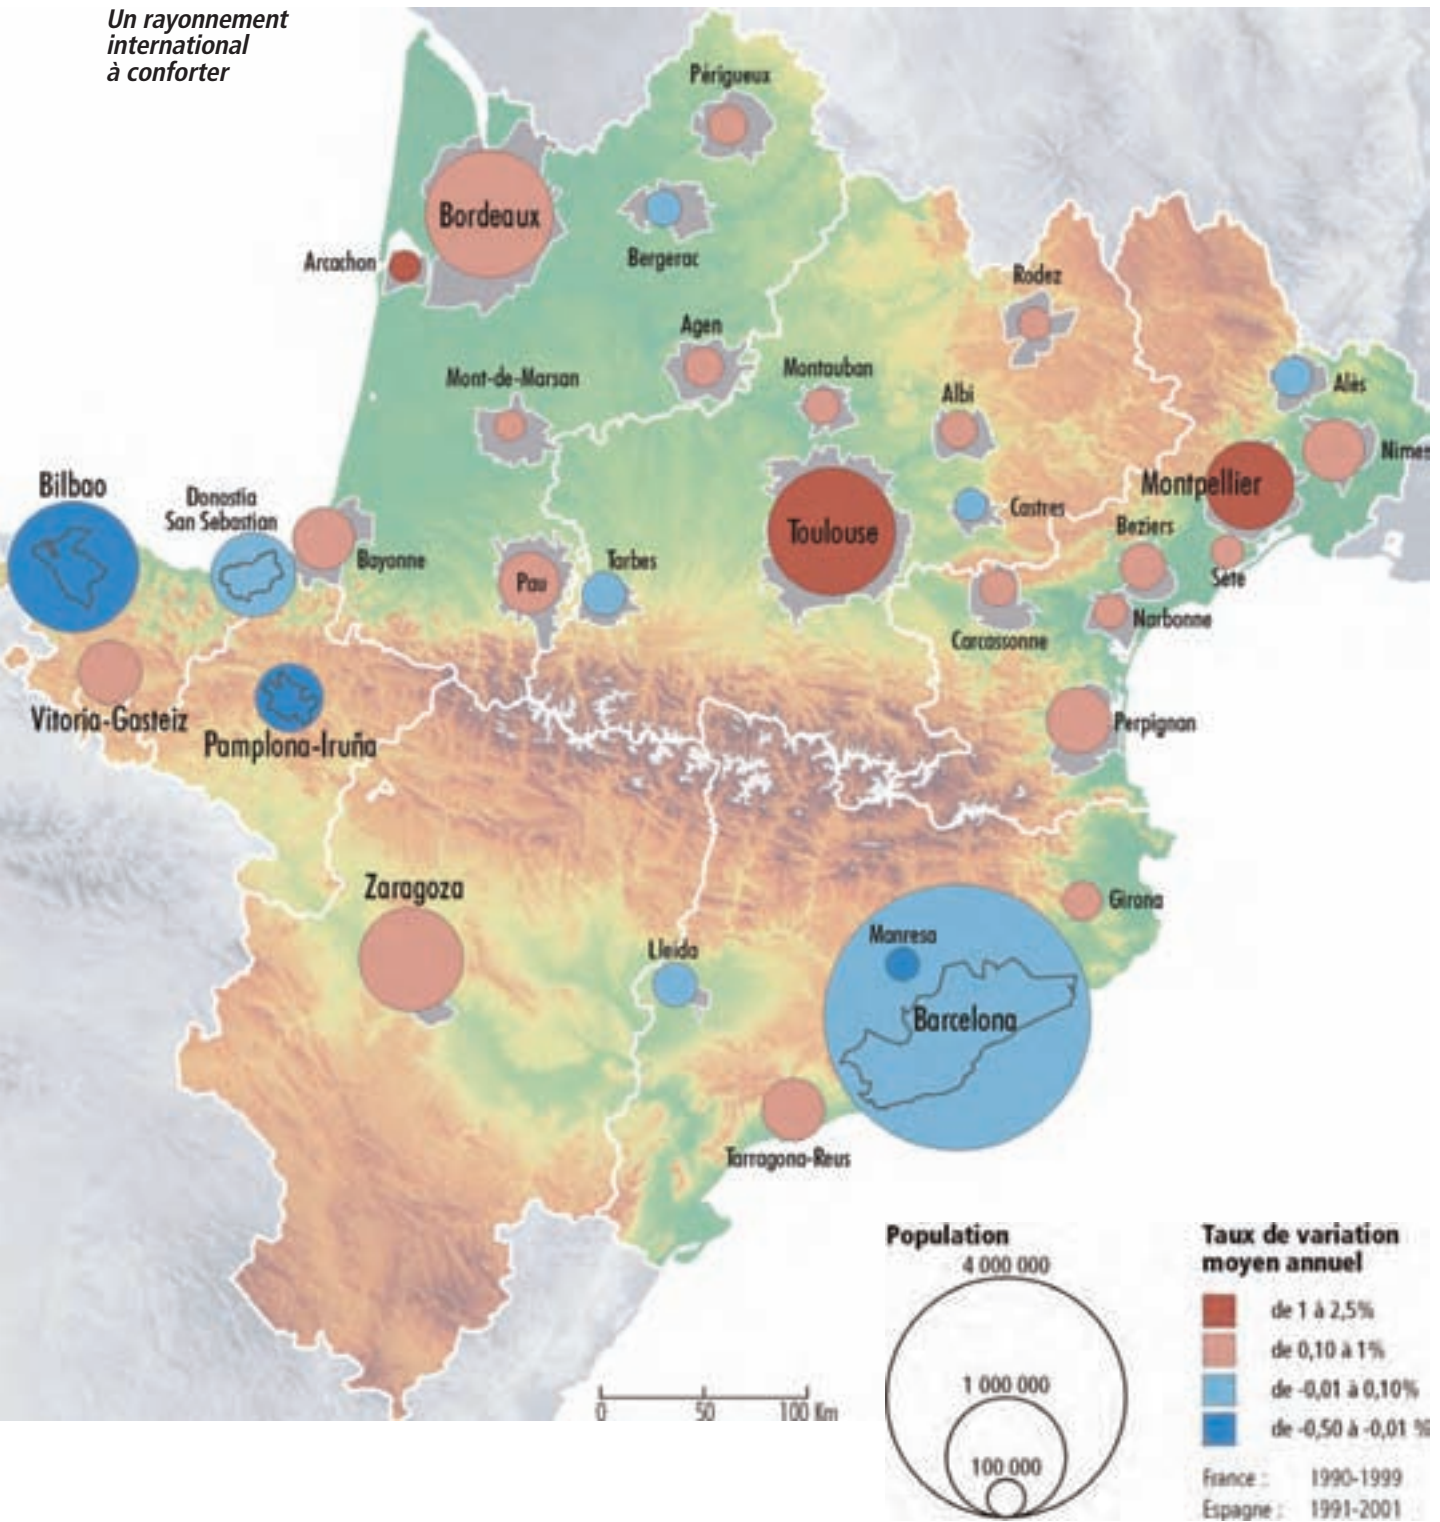 Un rayonnement
international
à conforter
Périgueux
Bordeaux
Bergerac
Arcachon
Rodez
Agen
Montauban
Mont-de-Marsan
Albi
Alès
Nimes
Montpellier
Bilbao
Donostia
San Sebastian
Bayonne
Pau
Tarbes
Toulouse
Castres
Beziers
Sète
Narbonne
Carcassonne
Vitoria-Gasteiz
Pamplona-Iruña
Perpignan
Zaragoza
Lleida
Girona
Manresa
Barcelona
Tarragona-Reus
0 50 100 Km
Population
4 000 000
1 000 000
100 000
Taux de variation
moyen annuel
de 1 à 2,5%
de 0,10 à 1%
de -0,01 à 0,10%
de -0,50 à -0,01 %
France : 1990-1999
Espagne : 1991-2001